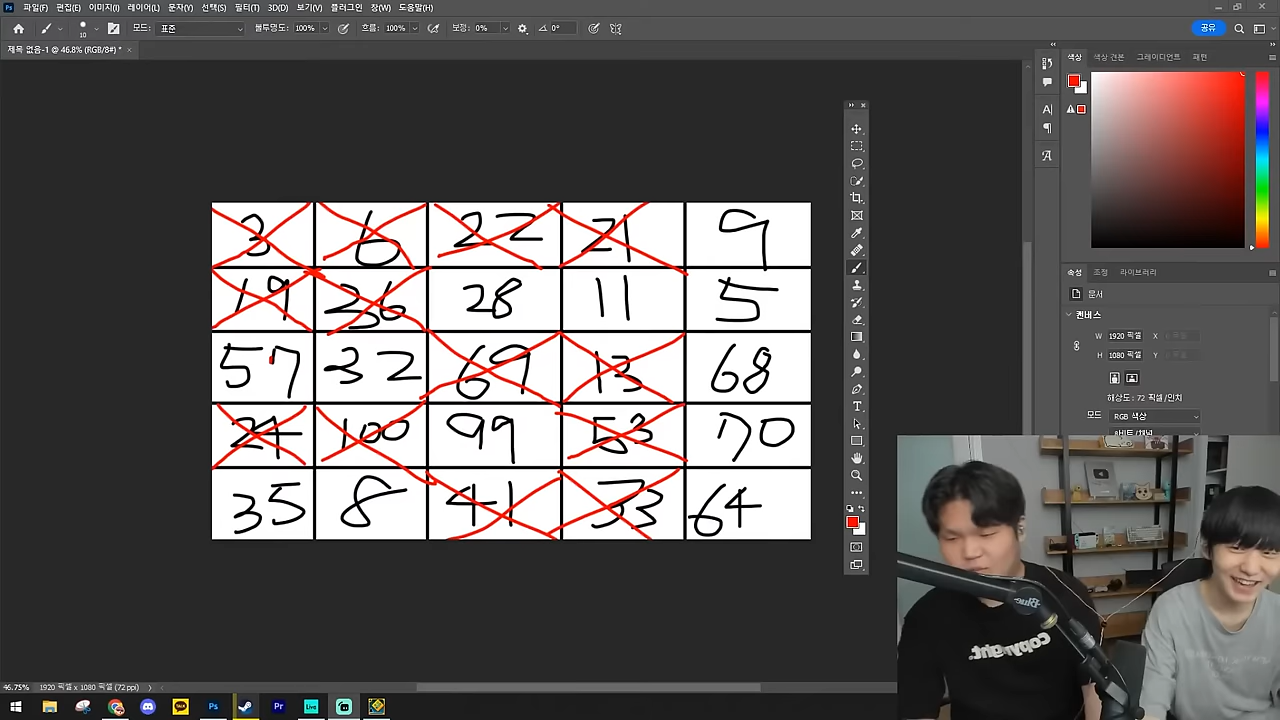 파일(F) 편집(E) 이미지(I) 레이어(L) 문자(Y) 선택(S) 필터(T) 3D(D) 보기(V) 플러그인 창(W) 도움말(H)
10 모드: 표준 불투명도: 100% 흐름: 100% 보정: 0% 0° 공유
제목 없음-1 @ 46.8% (RGB/8#) *
색상 색상 견본 그레이디언트 패턴
3 6 22 21 9
19 36 28 11 5
57 32 69 13 68
24 100 99 53 70
35 8 41 33 64
속성 조정 라이브러리
문서
캔버스
W 1920 픽셀 X
H 1080 픽셀 Y
해상도: 72 픽셀/인치
모드 RGB 색상
Blue
copyright.
46.75% 1920 픽셀 x 1080 픽셀 (72 ppi)
Ps Pr Live